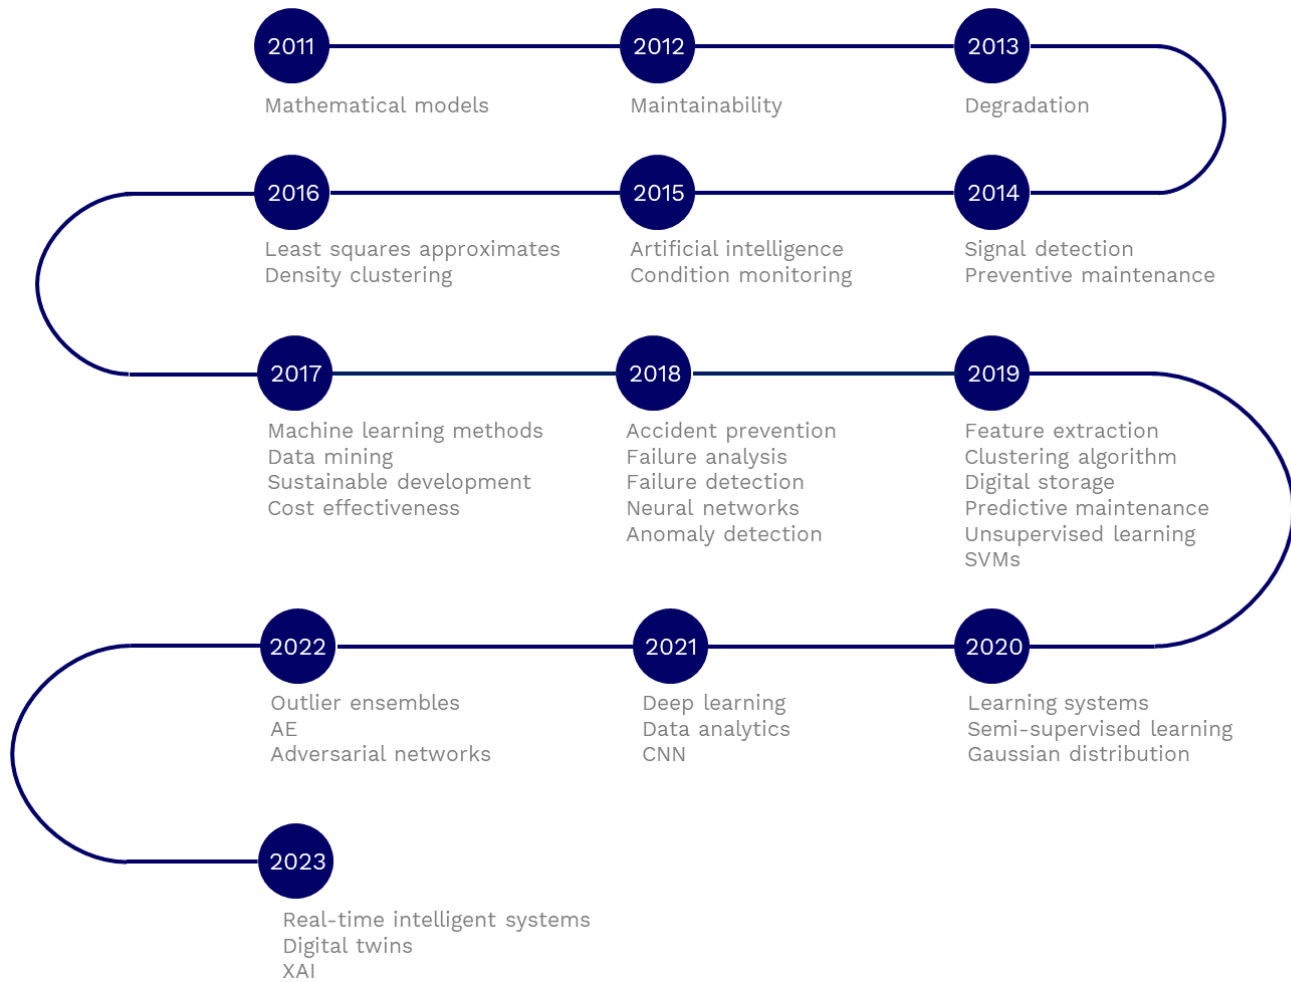 2011
Mathematical models
2012
Maintainability
2013
Degradation
2014
Signal detection
Preventive maintenance
2015
Artificial intelligence
Condition monitoring
2016
Least squares approximates
Density clustering
2017
Machine learning methods
Data mining
Sustainable development
Cost effectiveness
2018
Accident prevention
Failure analysis
Failure detection
Neural networks
Anomaly detection
2019
Feature extraction
Clustering algorithm
Digital storage
Predictive maintenance
Unsupervised learning
SVMs
2020
Learning systems
Semi-supervised learning
Gaussian distribution
2021
Deep learning
Data analytics
CNN
2022
Outlier ensembles
AE
Adversarial networks
2023
Real-time intelligent systems
Digital twins
XAI